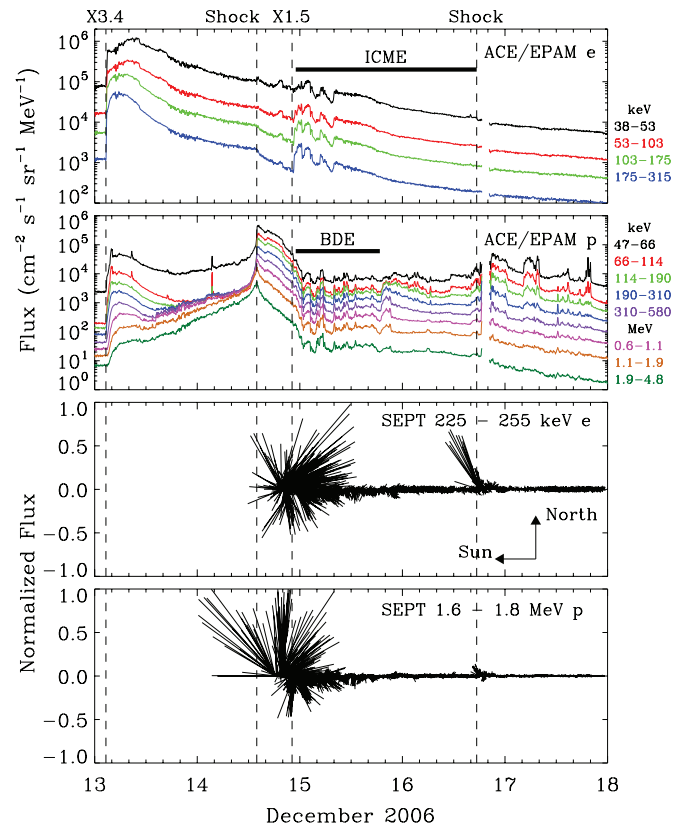 X3.4 Shock X1.5 Shock
10^6
10^5
10^4
10^3
10^2
ACE/EPAM e
ICME
keV
38−53
53−103
103−175
175−315
Flux (cm^−2 s^−1 sr^−1 MeV^−1)
10^6
10^5
10^4
10^3
10^2
10^1
10^0
ACE/EPAM p
BDE
keV
47−66
66−114
114−190
190−310
310−580
MeV
0.6−1.1
1.1−1.9
1.9−4.8
Normalized Flux
1.0
0.5
0.0
−0.5
−1.0
SEPT 225 − 255 keV e
North
Sun
1.0
0.5
0.0
−0.5
−1.0
SEPT 1.6 − 1.8 MeV p
13 14 15 16 17 18
December 2006